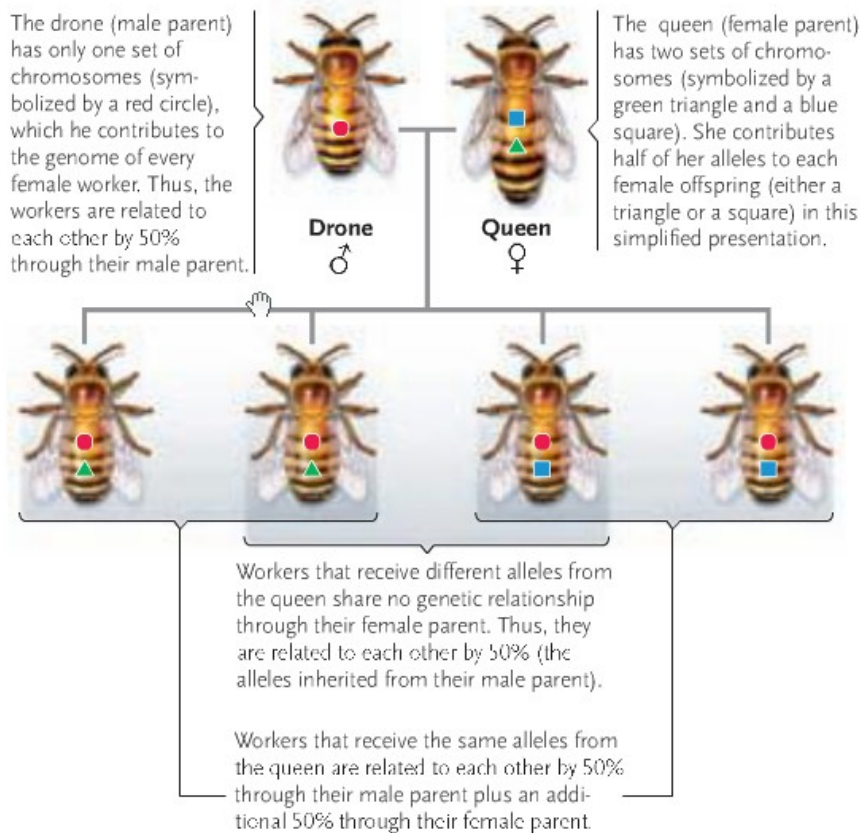 The drone (male parent)
has only one set of
chromosomes (sym-
bolized by a red circle),
which he contributes to
the genome of every
female worker. Thus, the
workers are related to
each other by 50%
through their male parent.
The queen (female parent)
has two sets of chromo-
somes (symbolized by a
green triangle and a blue
square). She contributes
half of her alleles to each
female offspring (either a
triangle or a square) in this
simplified presentation.
Drone
♂
Queen
♀
Workers that receive different alleles from
the queen share no genetic relationship
through their female parent. Thus, they
are related to each other by 50% (the
alleles inherited from their male parent).
Workers that receive the same alleles from
the queen are related to each other by 50%
through their male parent plus an addi-
tional 50% through their female parent.